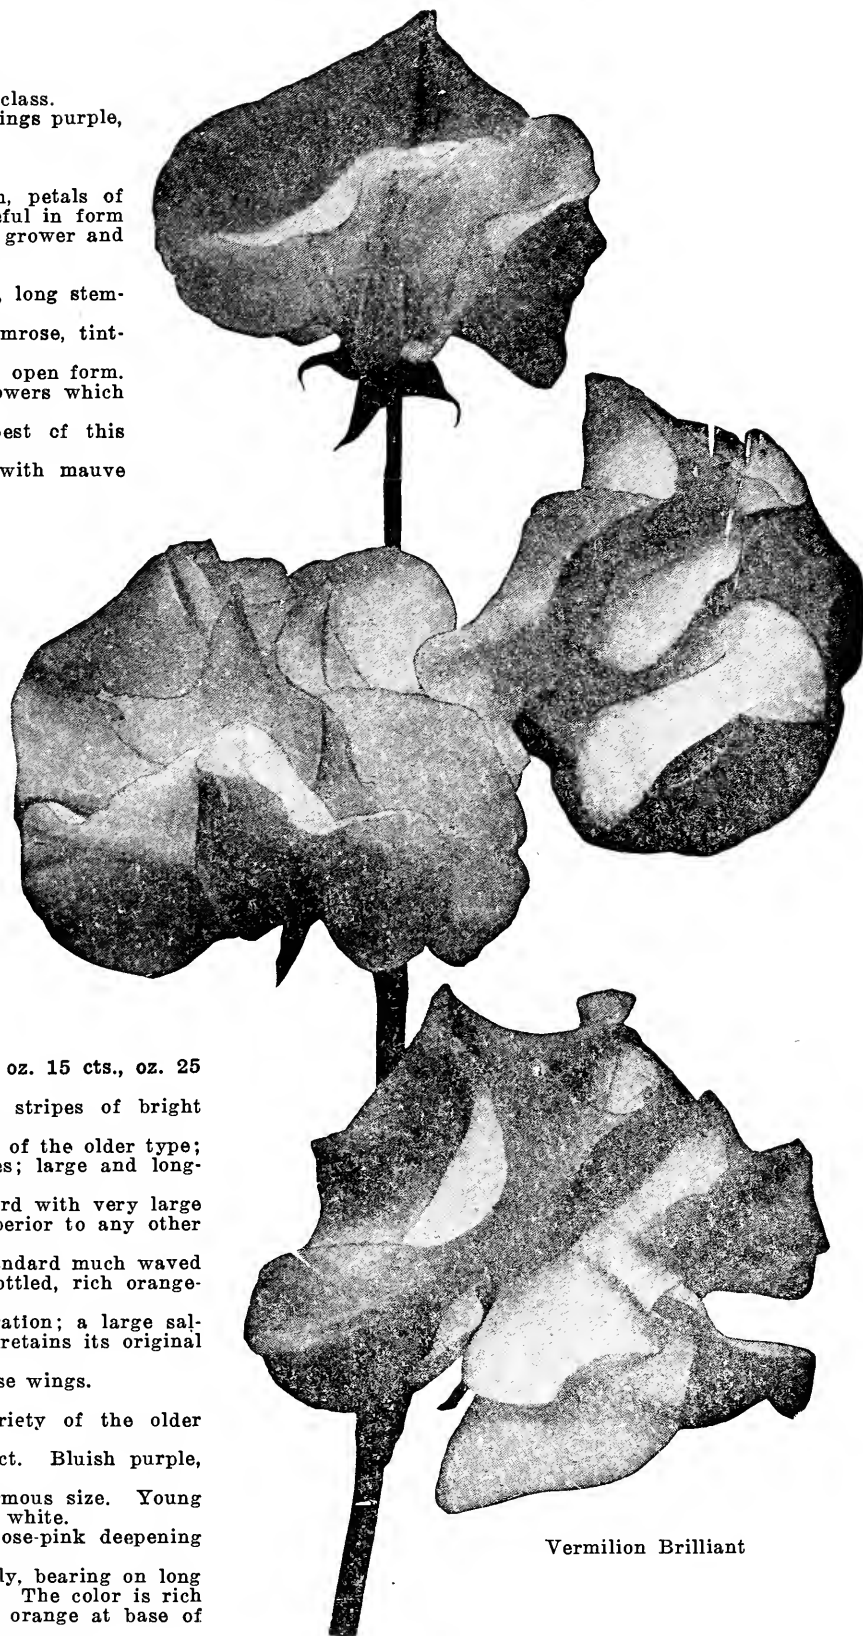 class.
ings purple,
petals of
ful in form
grower and
long stem-
mrose, tint-
open form.
owers which
est of this
with mauve
oz. 15 cts., oz. 25
stripes of bright
of the older type;
es; large and long-
rd with very large
perior to any other
ndard much waved
ottled, rich orange-
ation; a large sal-
retains its original
se wings.
riety of the older
ct. Bluish purple,
mous size. Young
white.
ose-pink deepening
ly, bearing on long
The color is rich
orange at base of
Vermilion Brilliant